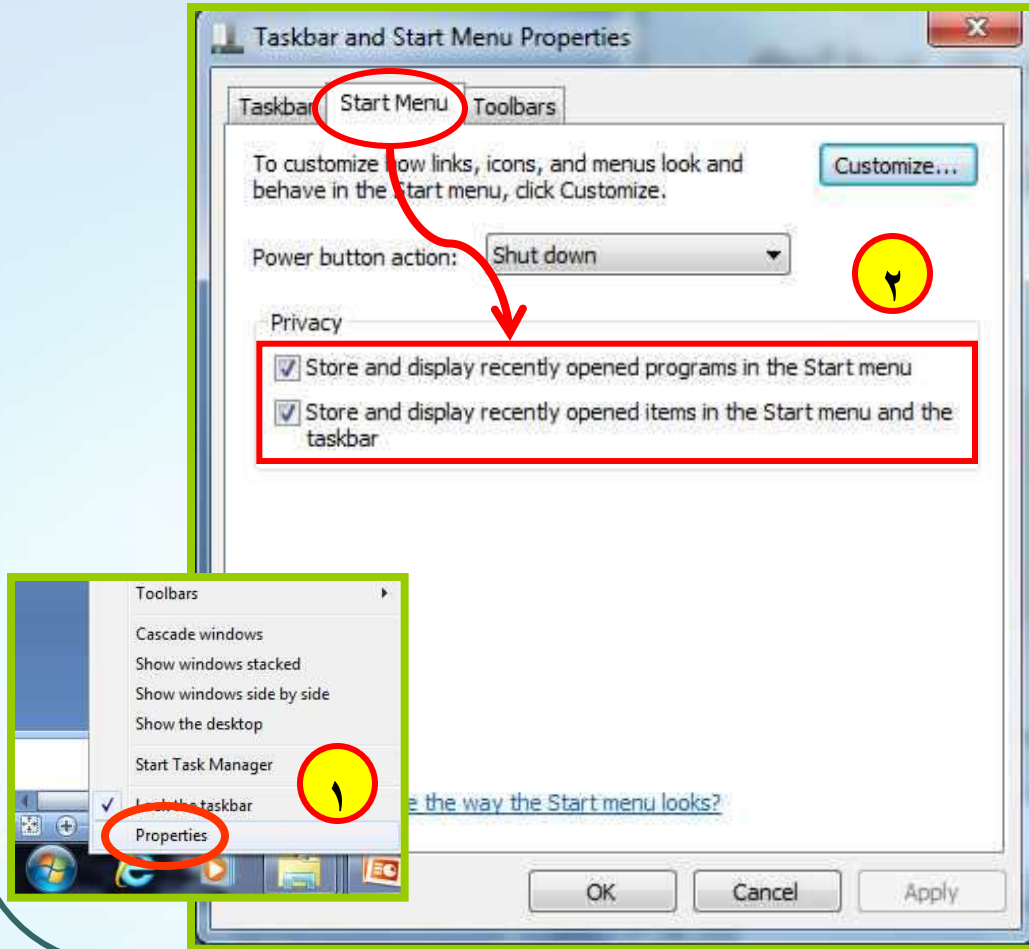 Taskbar and Start Menu Properties
Taskbar Start Menu Toolbars
To customize how links, icons, and menus look and
behave in the Start menu, click Customize.
Customize...
Power button action: Shut down
٢
Privacy
Store and display recently opened programs in the Start menu
Store and display recently opened items in the Start menu and the
taskbar
the way the Start menu looks?
OK Cancel Apply
Toolbars
Cascade windows
Show windows stacked
Show windows side by side
Show the desktop
Start Task Manager
١
Lock the taskbar
Properties